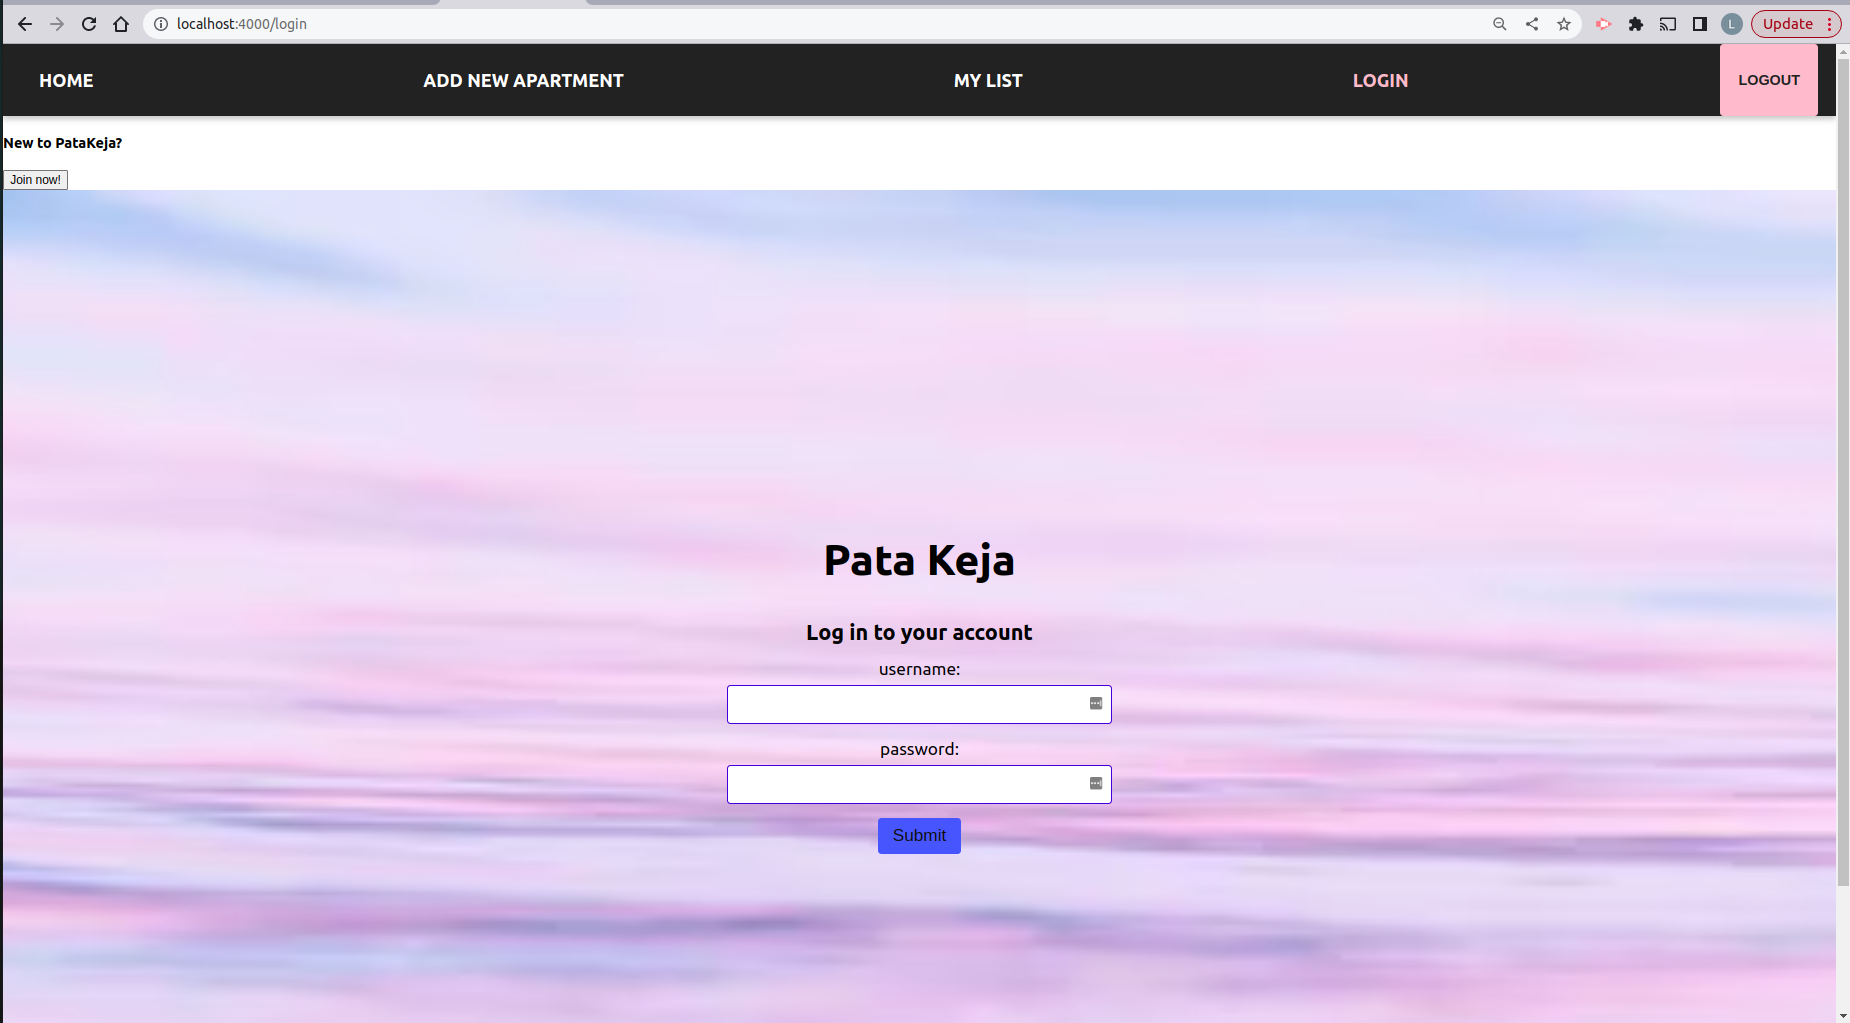 localhost:4000/login
L
Update
HOME ADD NEW APARTMENT MY LIST LOGIN LOGOUT
New to PataKeja?
Join now!
Pata Keja
Log in to your account
username:
password:
Submit